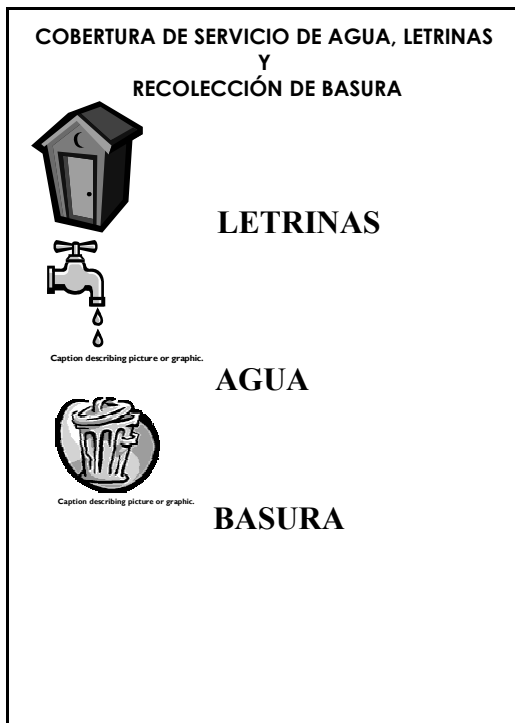 COBERTURA DE SERVICIO DE AGUA, LETRINAS
Y
RECOLECCIÓN DE BASURA
LETRINAS
Caption describing picture or graphic.
AGUA
Caption describing picture or graphic.
BASURA